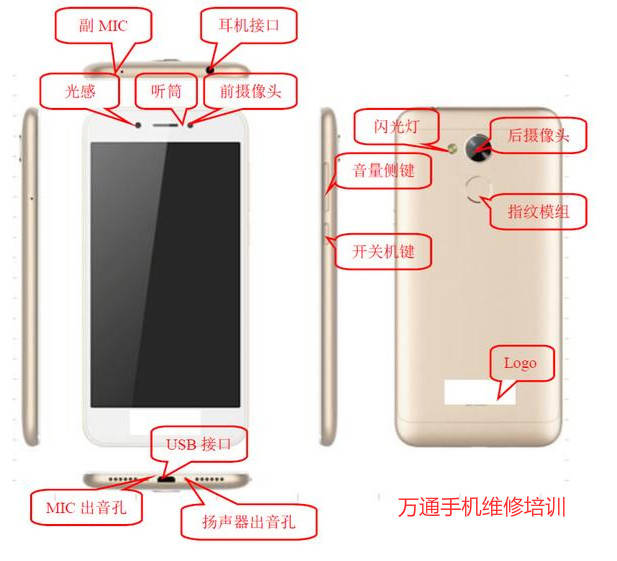 副 MIC
耳机接口
光感
听筒
前摄像头
闪光灯
后摄像头
音量侧键
指纹模组
开关机键
Logo
USB 接口
MIC 出音孔
扬声器出音孔
万通手机维修培训